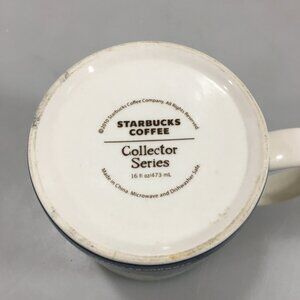 ©2010 Starbucks Coffee Company. All Rights Reserved.
STARBUCKS
COFFEE
Collector
Series
16 fl oz/473 mL
Made in China. Microwave and Dishwasher Safe.